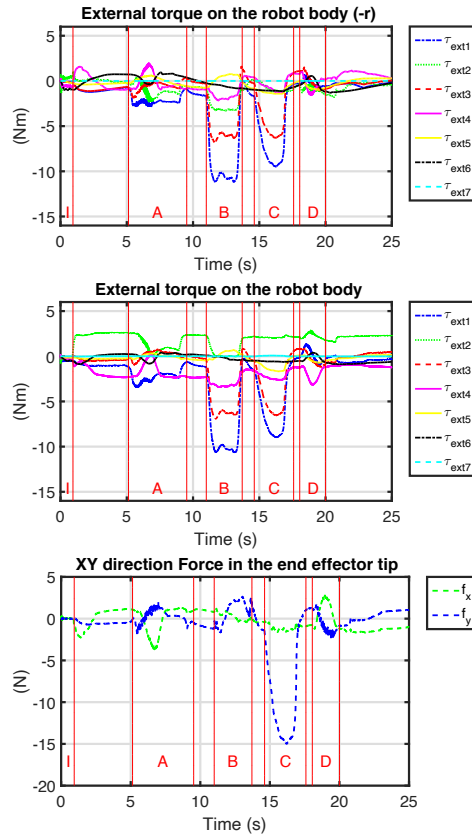 External torque on the robot body (-r)
5
0
-5
-10
-15
(Nm)
I A B C D
0 5 10 15 20 25
Time (s)
τext1
τext2
τext3
τext4
τext5
τext6
τext7
External torque on the robot body
5
0
-5
-10
-15
(Nm)
I A B C D
0 5 10 15 20 25
Time (s)
τext1
τext2
τext3
τext4
τext5
τext6
τext7
XY direction Force in the end effector tip
5
0
-5
-10
-15
-20
(N)
I A B C D
0 5 10 15 20 25
Time (s)
fx
fy